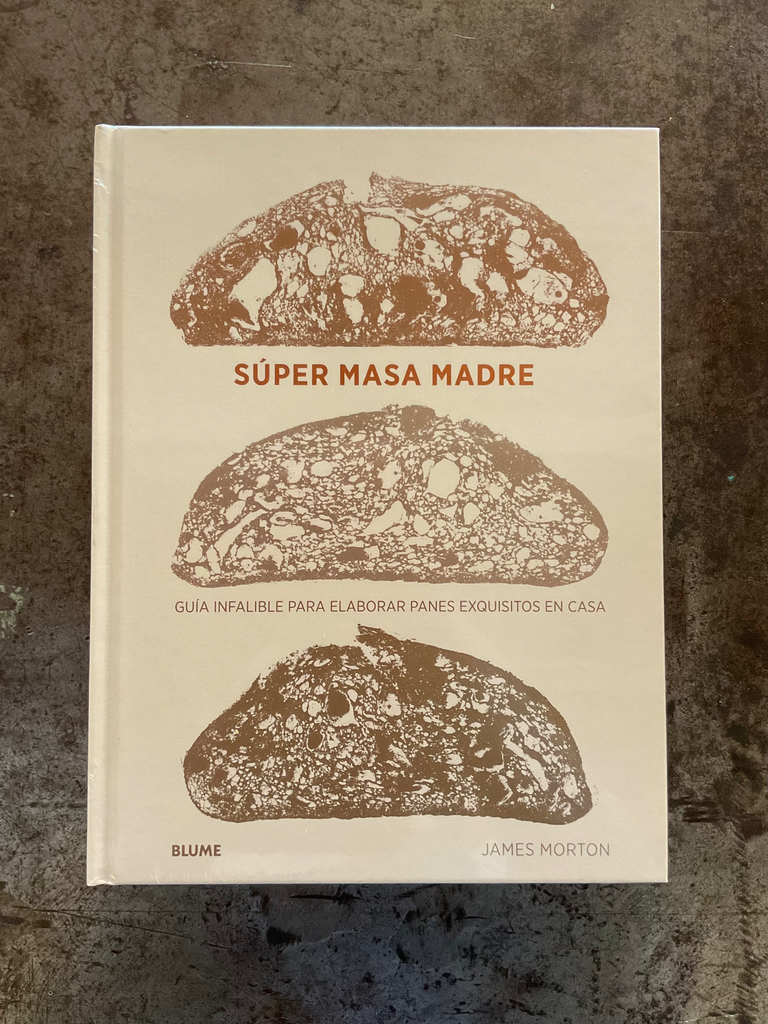 SÚPER MASA MADRE
GUÍA INFALIBLE PARA ELABORAR PANES EXQUISITOS EN CASA
BLUME
JAMES MORTON